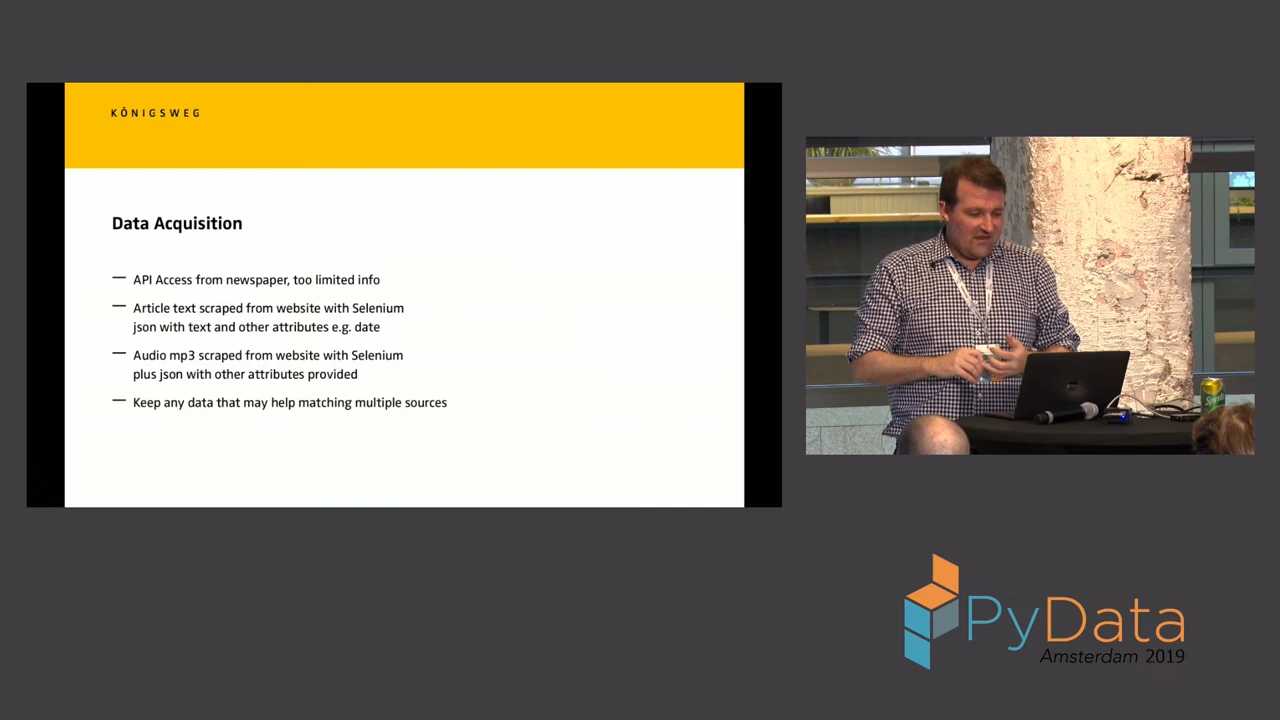 KÖNIGSWEG
Data Acquisition
— API Access from newspaper, too limited info
— Article text scraped from website with Selenium
json with text and other attributes e.g. date
— Audio mp3 scraped from website with Selenium
plus json with other attributes provided
— Keep any data that may help matching multiple sources
Sprite
PyData
Amsterdam 2019